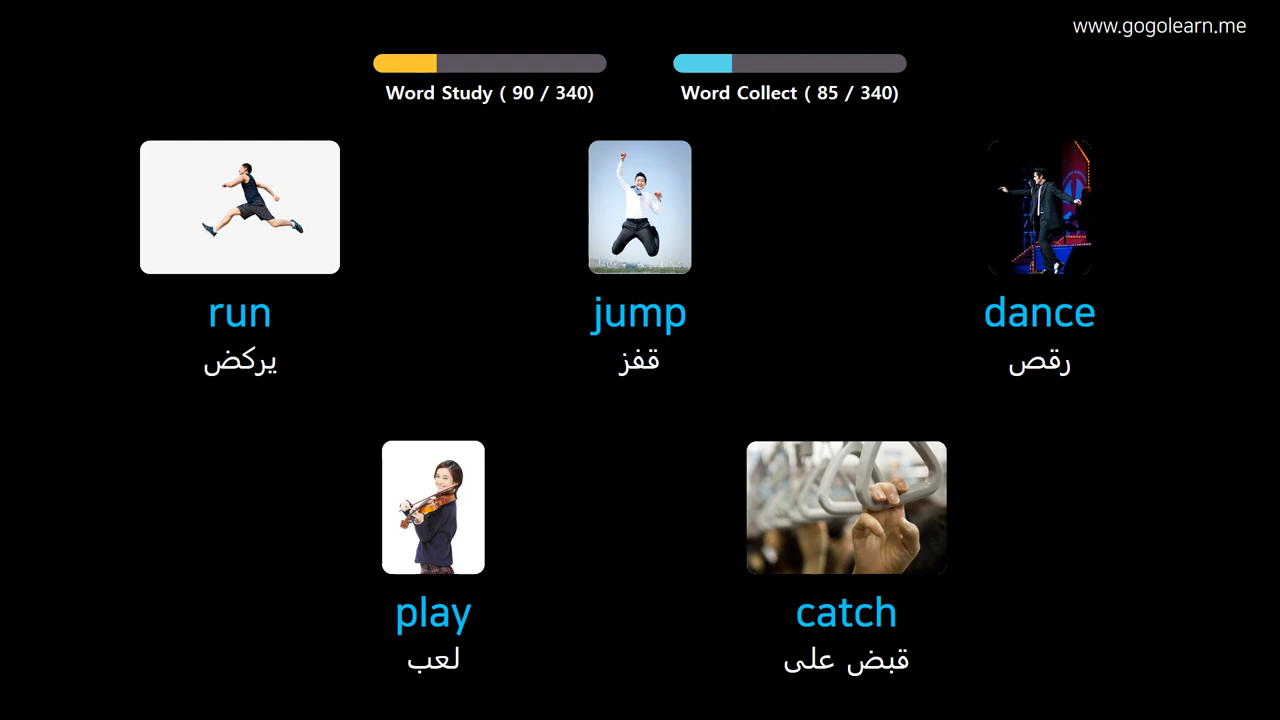 www.gogolearn.me
Word Study ( 90 / 340)
Word Collect ( 85 / 340)
run
يركض
jump
قفز
dance
رقص
play
لعب
catch
قبض على